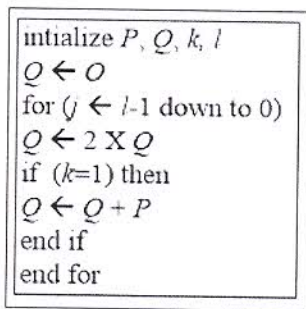 intialize P, Q, k, l
Q ← O
for (j ← l-1 down to 0)
Q ← 2 X Q
if (k=1) then
Q ← Q + P
end if
end for